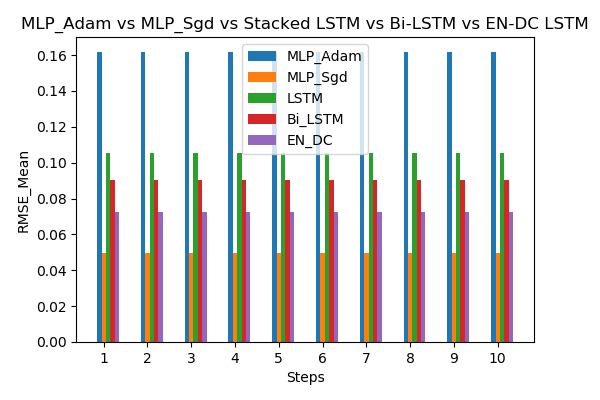 MLP_Adam vs MLP_Sgd vs Stacked LSTM vs Bi-LSTM vs EN-DC LSTM
MLP_Adam
MLP_Sgd
LSTM
Bi_LSTM
EN_DC
RMSE_Mean
0.16
0.14
0.12
0.10
0.08
0.06
0.04
0.02
0.00
1 2 3 4 5 6 7 8 9 10
Steps